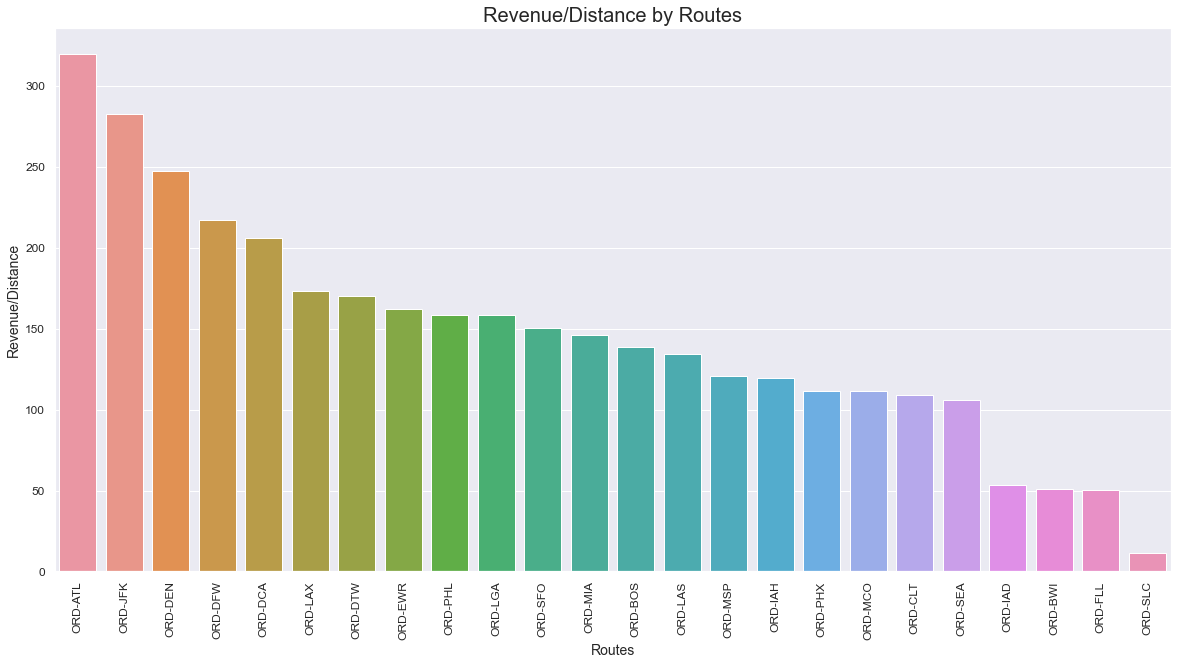 Revenue/Distance by Routes
Revenue/Distance
300
250
200
150
100
50
0
ORD-ATL
ORD-JFK
ORD-DEN
ORD-DFW
ORD-DCA
ORD-LAX
ORD-DTW
ORD-EWR
ORD-PHL
ORD-LGA
ORD-SFO
ORD-MIA
ORD-BOS
ORD-LAS
ORD-MSP
ORD-IAH
ORD-PHX
ORD-MCO
ORD-CLT
ORD-SEA
ORD-IAD
ORD-BWI
ORD-FLL
ORD-SLC
Routes